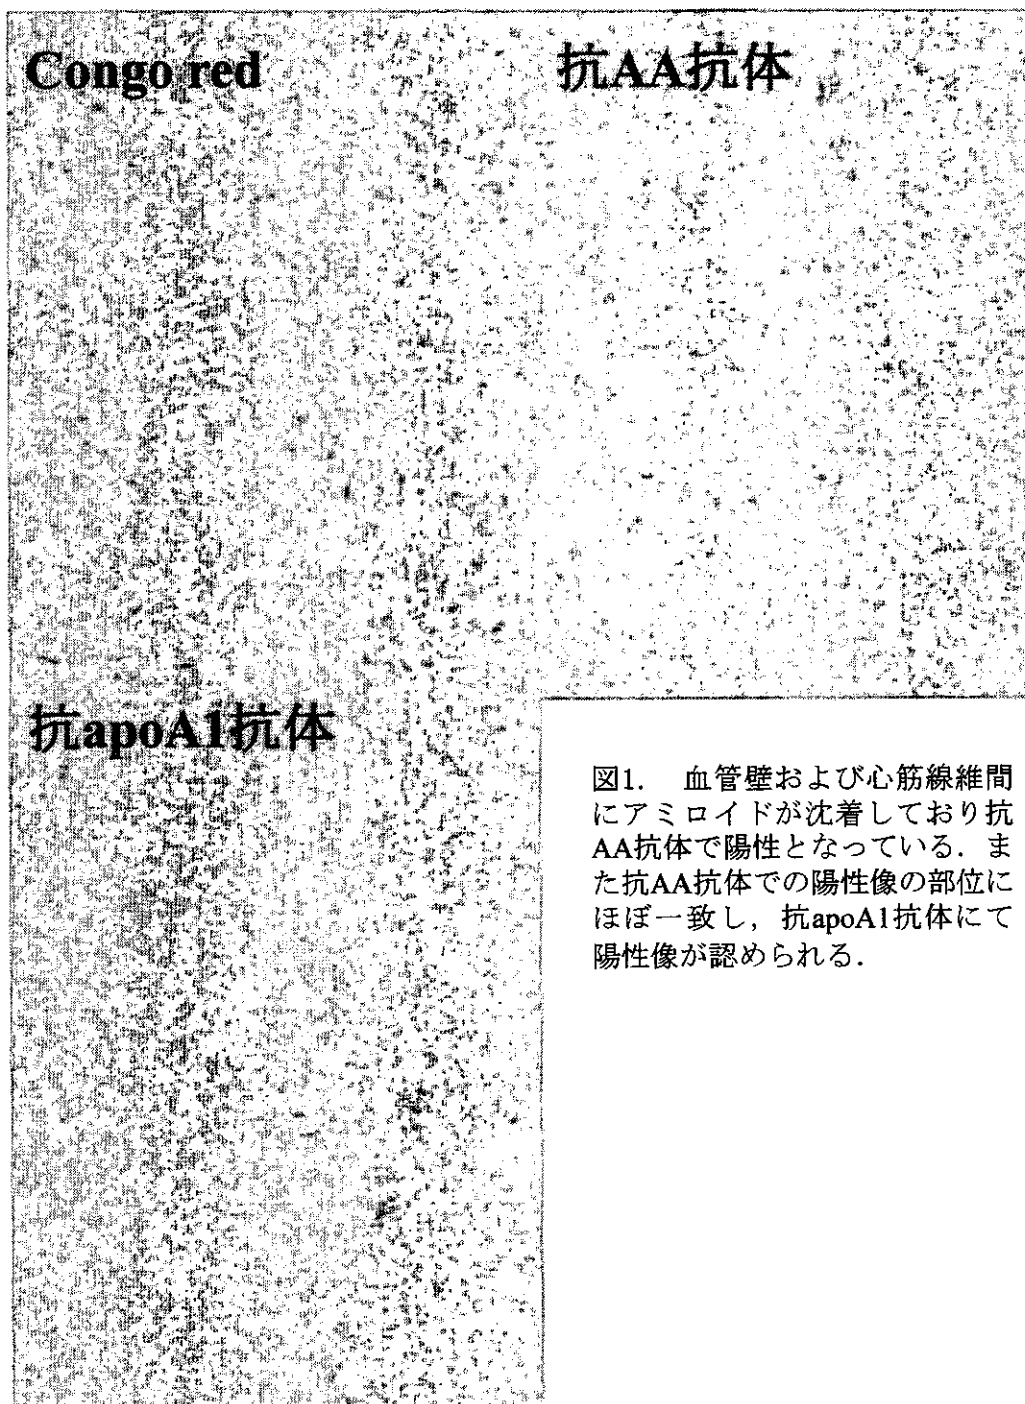 Congo red
抗AA抗体
抗apoA1抗体
図1. 血管壁および心筋線維間
にアミロイドが沈着しており抗
AA抗体で陽性となっている．ま
た抗AA抗体での陽性像の部位に
ほぼ一致し，抗apoA1抗体にて
陽性像が認められる．